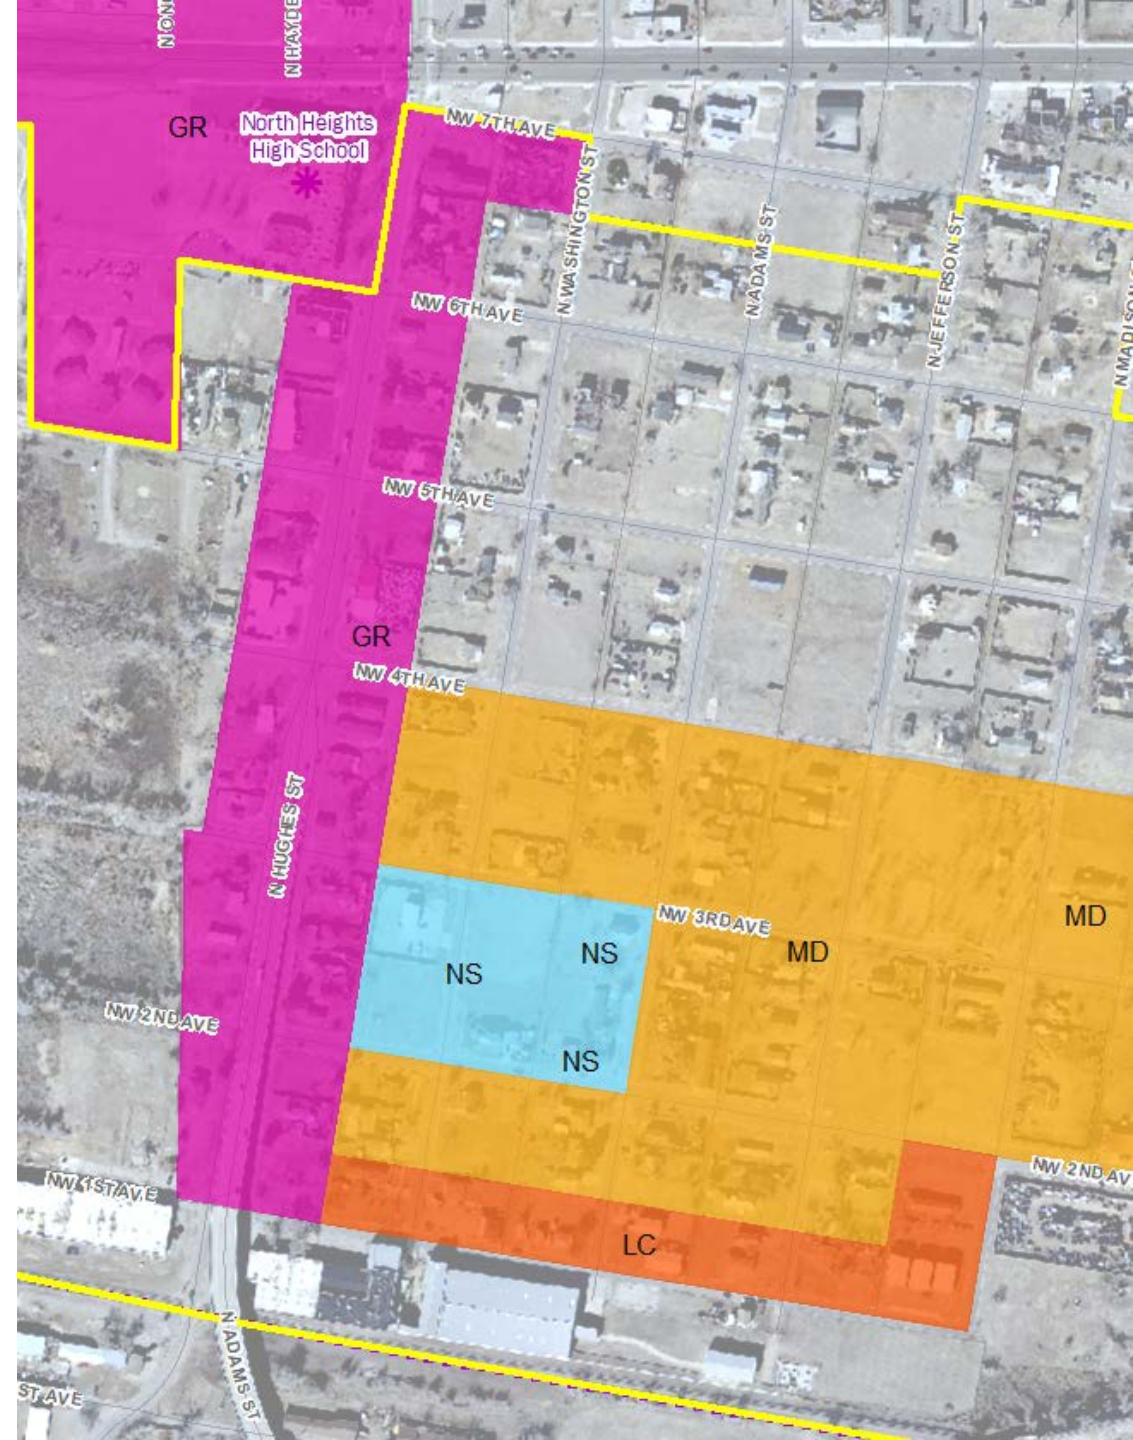 N HAYDE
GR
North Heights
High School
NW 7TH AVE
N WASHINGTON ST
N ADAMS ST
N JEFFERSON ST
N MADISON
NW 6TH AVE
NW 5TH AVE
GR
NW 4TH AVE
N HUGHES ST
NW 3RD AVE
MD
MD
NS
NS
NS
NW 2ND AVE
NW 2ND AV
NW 1ST AVE
LC
N ADAMS ST
ST AVE